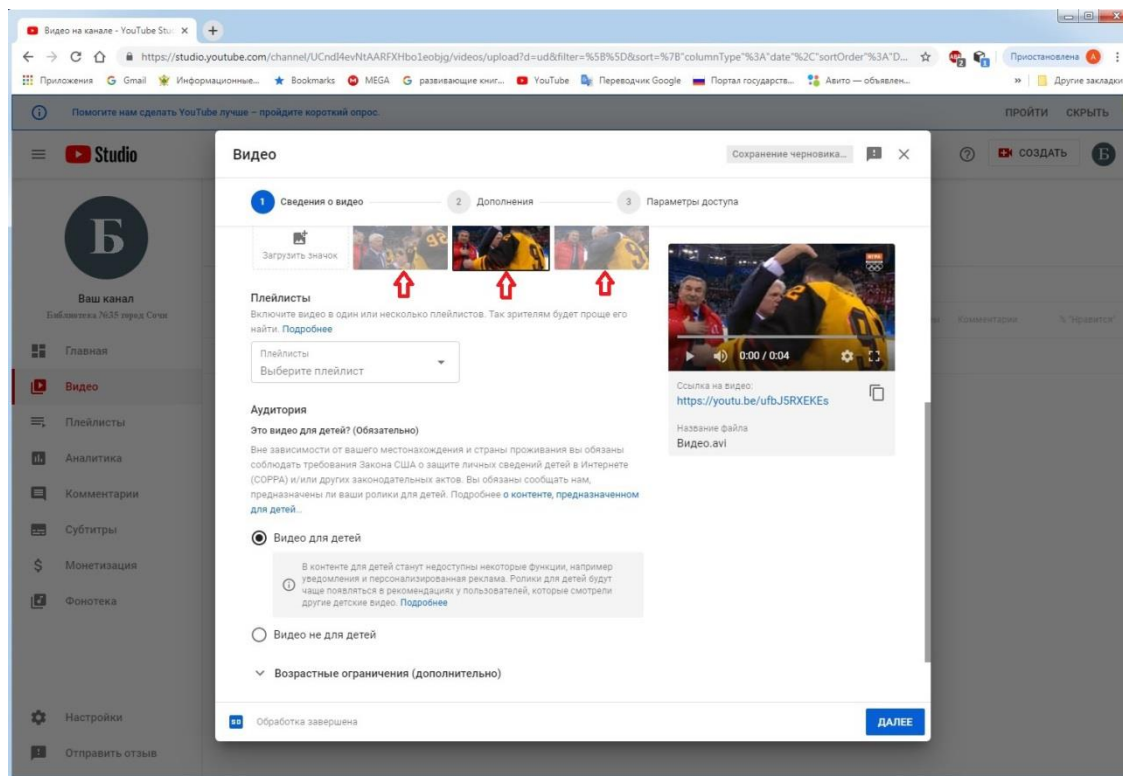 Видео на канале - YouTube Stu
https://studio.youtube.com/channel/UCndl4evNtAARFXHbo1eobjg/videos/upload?d=ud&filter=%5B%5D&sort=%7B"columnType"%3A"date"%2C"sortOrder"%3A"D...
Приостановлена А
Приложения Gmail Информационные... Bookmarks MEGA развивающие книг... YouTube Переводчик Google Портал государств... Авито — объявлен... » Другие закладки
Помогите нам сделать YouTube лучше – пройдите короткий опрос. ПРОЙТИ СКРЫТЬ
Studio
Видео
Сохранение черновика...
СОЗДАТЬ
Б
1 Сведения о видео
2 Дополнения
3 Параметры доступа
Б
Загрузить значок
Ваш канал
Библиотека №35 город Сочи
Главная
Видео
Плейлисты
Аналитика
Комментарии
Субтитры
Монетизация
Фонотека
Настройки
Отправить отзыв
Плейлисты
Включите видео в один или несколько плейлистов. Так зрителям будет проще его
найти. Подробнее
Плейлисты
Выберите плейлист
Аудитория
Это видео для детей? (Обязательно)
Вне зависимости от вашего местонахождения и страны проживания вы обязаны
соблюдать требования Закона США о защите личных сведений детей в Интернете
(COPPA) и/или других законодательных актов. Вы обязаны сообщать нам,
предназначены ли ваши ролики для детей. Подробнее о контенте, предназначенном
для детей…
Видео для детей
В контенте для детей станут недоступны некоторые функции, например
уведомления и персонализированная реклама. Ролики для детей будут
чаще появляться в рекомендациях у пользователей, которые смотрели
другие детские видео. Подробнее
Видео не для детей
Возрастные ограничения (дополнительно)
0:00 / 0:04
Ссылка на видео:
https://youtu.be/ufbJ5RXEKEs
Название файла
Видео.avi
Комментарии
% "Нравится"
SD Обработка завершена
ДАЛЕЕ